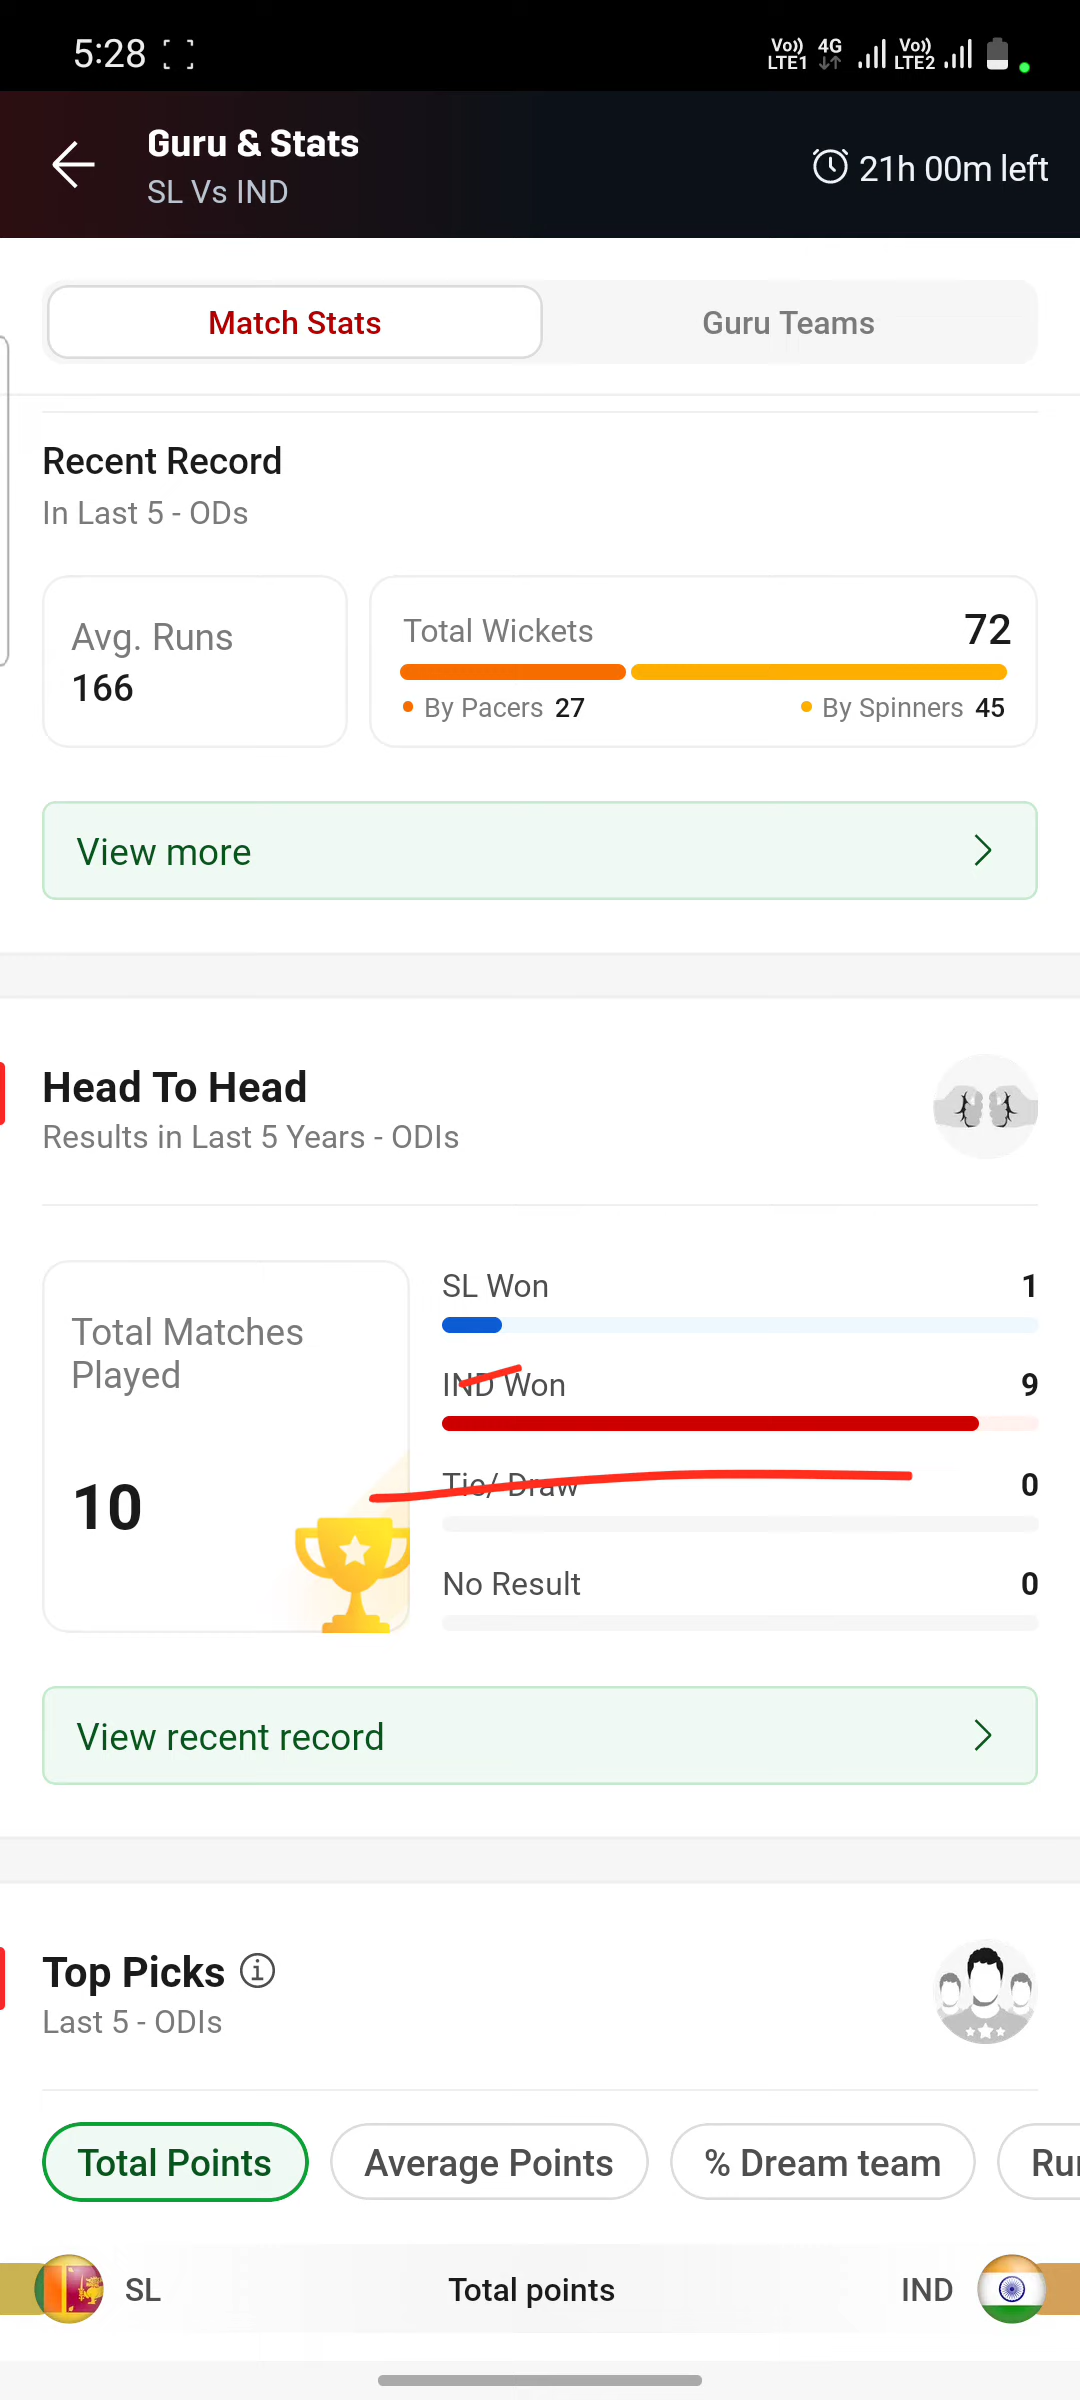 5:28
Vo)) LTE1 4G Vo)) LTE2
Guru & Stats
SL Vs IND
21h 00m left
Match Stats
Guru Teams
Recent Record
In Last 5 - ODs
Avg. Runs
166
Total Wickets
72
By Pacers 27
By Spinners 45
View more
Head To Head
Results in Last 5 Years - ODIs
Total Matches
Played
10
SL Won 1
IND Won 9
Tie/ Draw 0
No Result 0
View recent record
Top Picks
Last 5 - ODIs
Total Points
Average Points
% Dream team
Ru
SL
Total points
IND